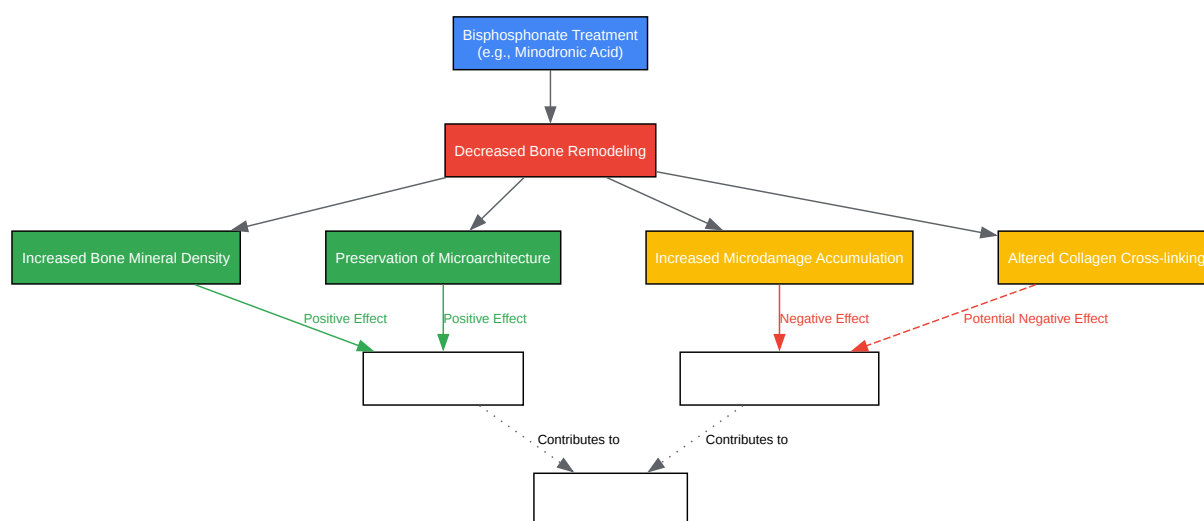 Bisphosphonate Treatment
(e.g., Minodronic Acid)
Decreased Bone Remodeling
Increased Bone Mineral Density
Preservation of Microarchitecture
Increased Microdamage Accumulation
Altered Collagen Cross-linking
Positive Effect
Positive Effect
Negative Effect
Potential Negative Effect
Contributes to
Contributes to